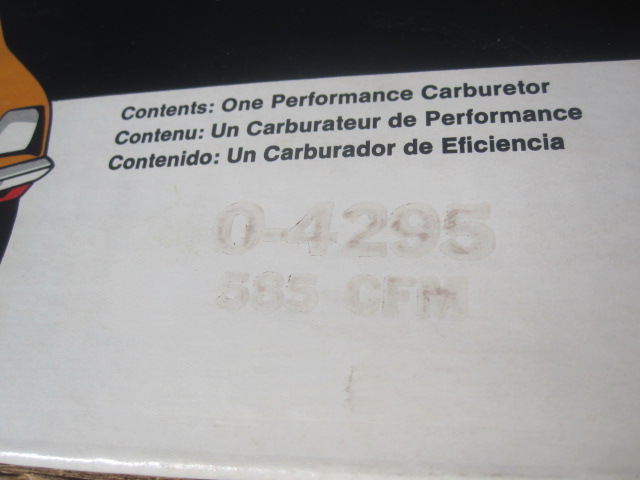 Contents: One Performance Carburetor
Contenu: Un Carburateur de Performance
Contenido: Un Carburador de Eficiencia
0-4295
585 CFM